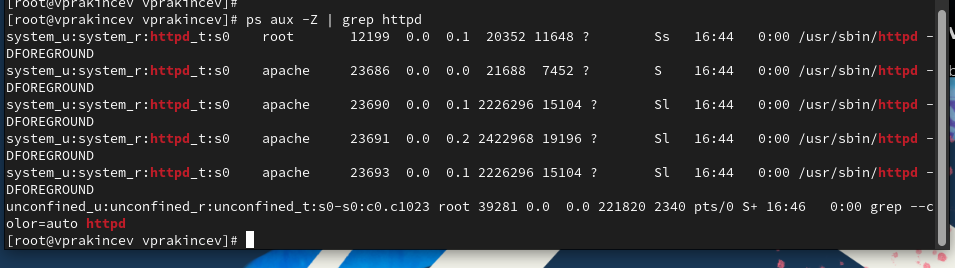 [root@vprakincev vprakincev]#
[root@vprakincev vprakincev]# ps aux -Z | grep httpd
system_u:system_r:httpd_t:s0    root       12199  0.0  0.1  20352 11648 ?        Ss   16:44   0:00 /usr/sbin/httpd -
DFOREGROUND
system_u:system_r:httpd_t:s0    apache     23686  0.0  0.0  21688  7452 ?        S    16:44   0:00 /usr/sbin/httpd -
DFOREGROUND
system_u:system_r:httpd_t:s0    apache     23690  0.0  0.1 2226296 15104 ?       Sl   16:44   0:00 /usr/sbin/httpd -
DFOREGROUND
system_u:system_r:httpd_t:s0    apache     23691  0.0  0.2 2422968 19196 ?       Sl   16:44   0:00 /usr/sbin/httpd -
DFOREGROUND
system_u:system_r:httpd_t:s0    apache     23693  0.0  0.1 2226296 15104 ?       Sl   16:44   0:00 /usr/sbin/httpd -
DFOREGROUND
unconfined_u:unconfined_r:unconfined_t:s0-s0:c0.c1023 root 39281 0.0  0.0 221820 2340 pts/0 S+ 16:46   0:00 grep --c
olor=auto httpd
[root@vprakincev vprakincev]#